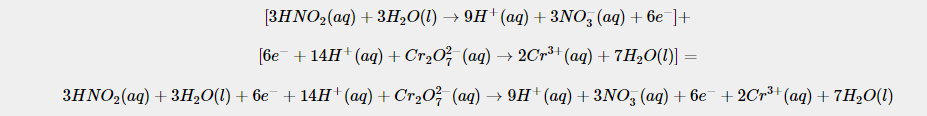 [3HNO₂(aq) + 3H₂O(l) → 9H⁺(aq) + 3NO₃⁻(aq) + 6e⁻]+
[6e⁻ + 14H⁺(aq) + Cr₂O₇²⁻(aq) → 2Cr³⁺(aq) + 7H₂O(l)] =
3HNO₂(aq) + 3H₂O(l) + 6e⁻ + 14H⁺(aq) + Cr₂O₇²⁻(aq) → 9H⁺(aq) + 3NO₃⁻(aq) + 6e⁻ + 2Cr³⁺(aq) + 7H₂O(l)